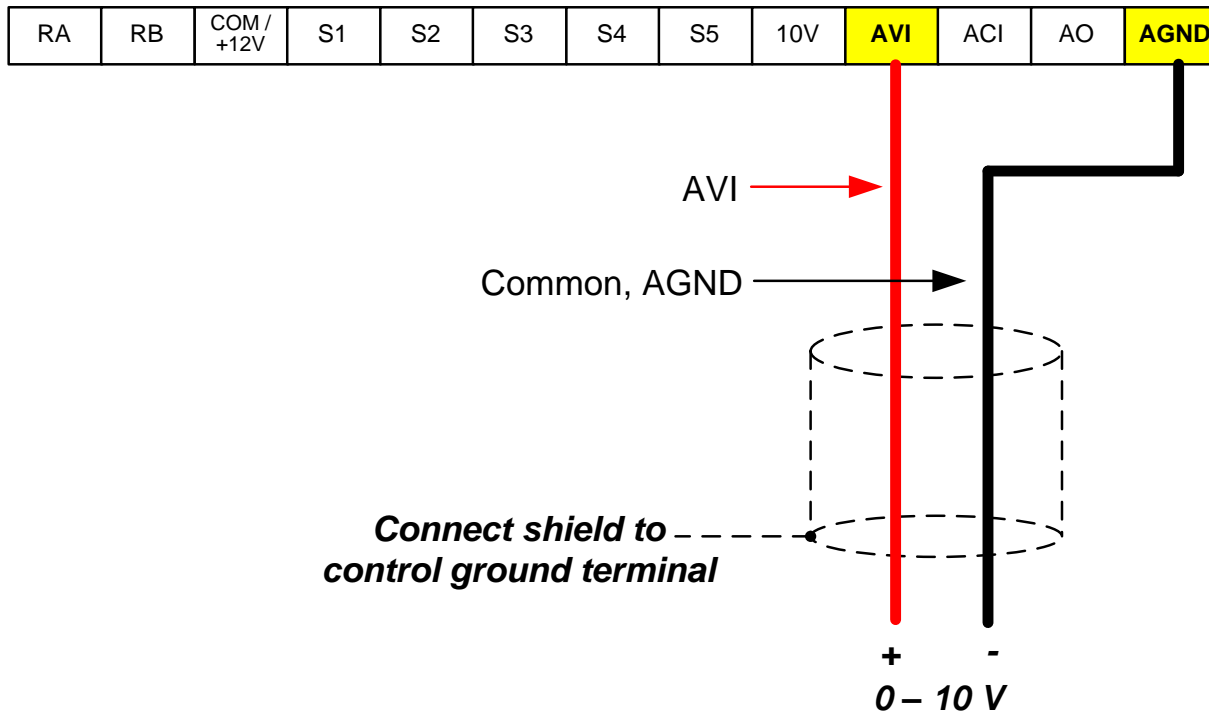 RA RB COM / +12V S1 S2 S3 S4 S5 10V AVI ACI AO AGND
AVI
Common, AGND
Connect shield to
control ground terminal
+ -
0 – 10 V